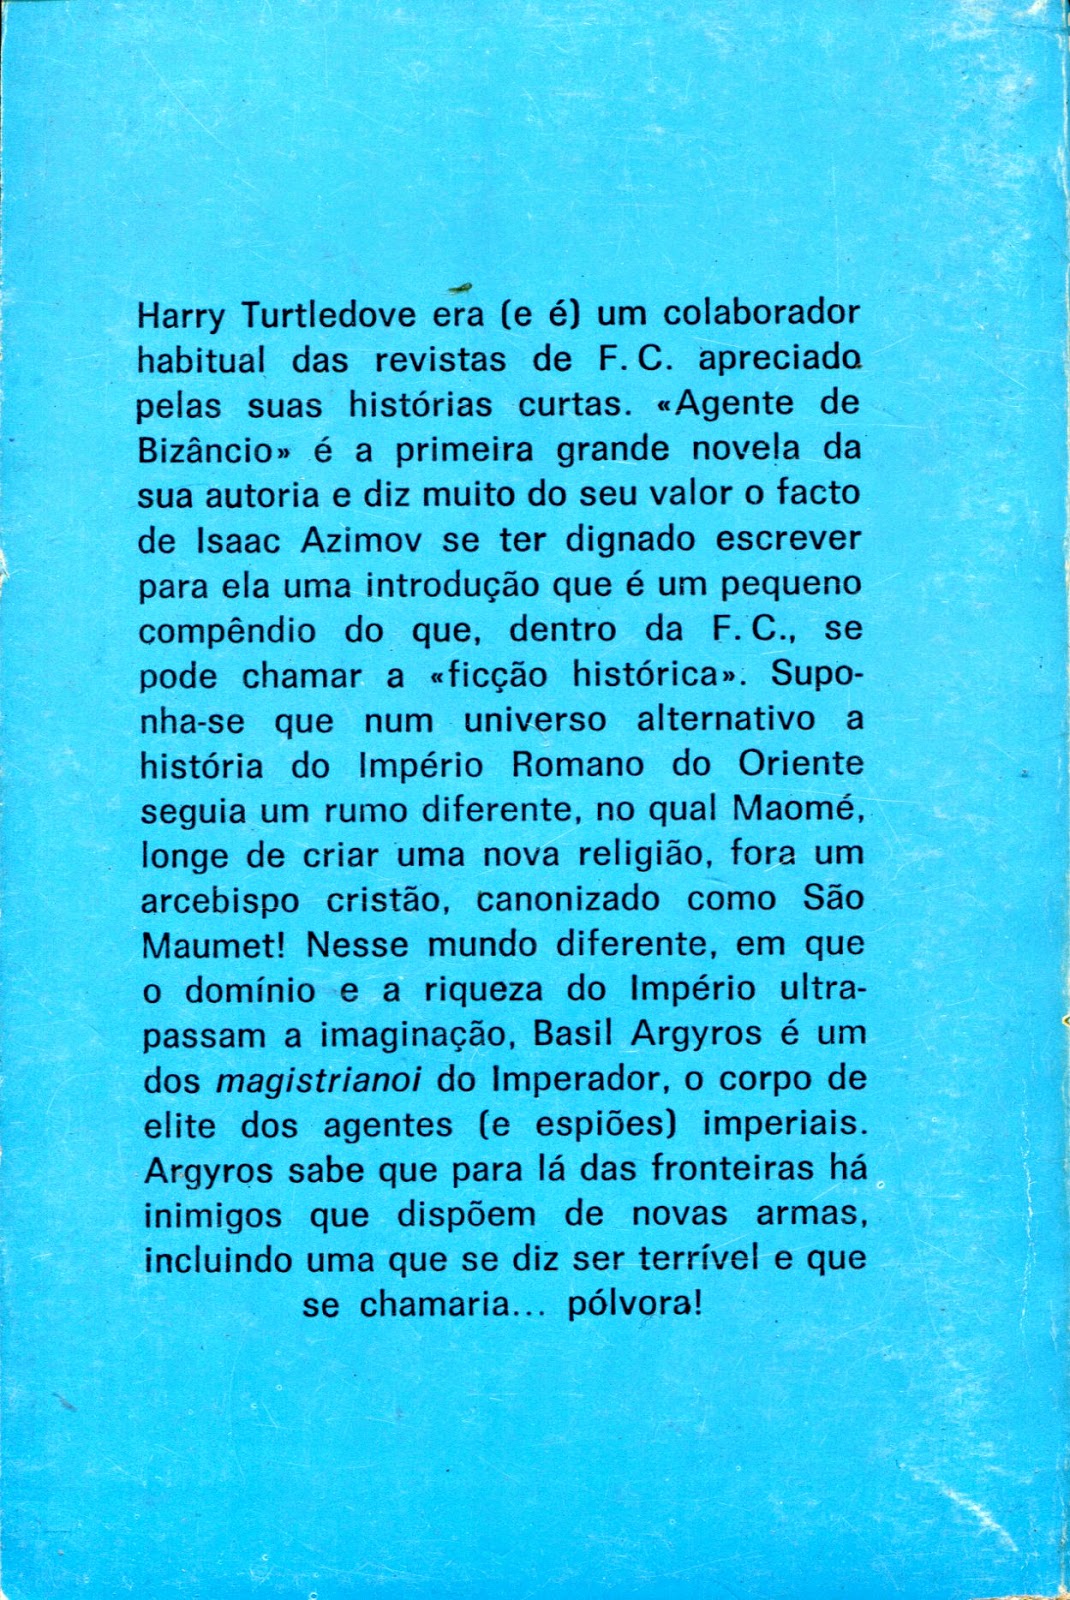 Harry Turtledove era (e é) um colaborador
habitual das revistas de F. C. apreciado
pelas suas histórias curtas. «Agente de
Bizâncio» é a primeira grande novela da
sua autoria e diz muito do seu valor o facto
de Isaac Azimov se ter dignado escrever
para ela uma introdução que é um pequeno
compêndio do que, dentro da F. C., se
pode chamar a «ficção histórica». Supo-
nha-se que num universo alternativo a
história do Império Romano do Oriente
seguia um rumo diferente, no qual Maomé,
longe de criar uma nova religião, fora um
arcebispo cristão, canonizado como São
Maumet! Nesse mundo diferente, em que
o domínio e a riqueza do Império ultra-
passam a imaginação, Basil Argyros é um
dos magistrianoi do Imperador, o corpo de
elite dos agentes (e espiões) imperiais.
Argyros sabe que para lá das fronteiras há
inimigos que dispõem de novas armas,
incluindo uma que se diz ser terrível e que
se chamaria... pólvora!